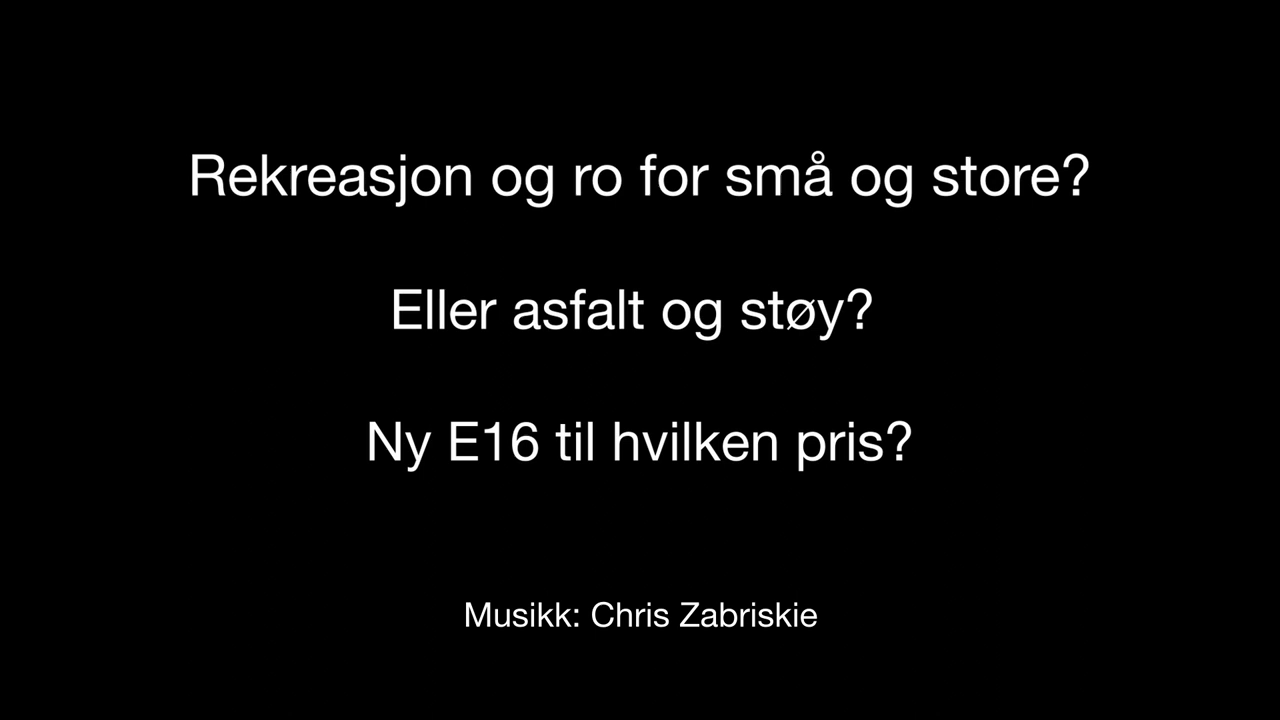 Rekreasjon og ro for små og store?
Eller asfalt og støy?
Ny E16 til hvilken pris?
Musikk: Chris Zabriskie